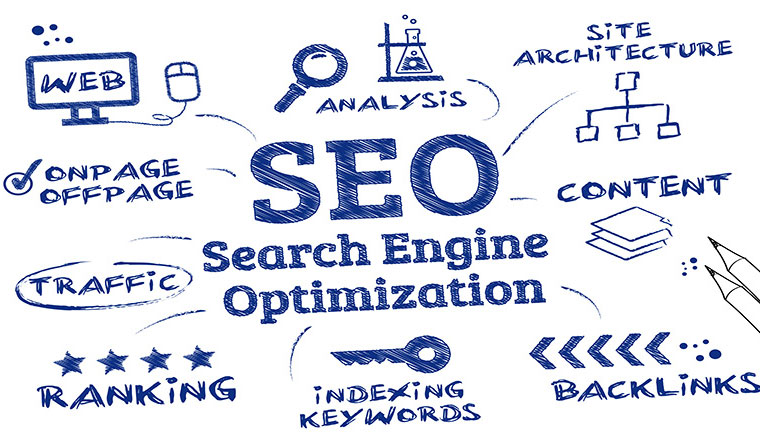 WEB
ANALYSIS
SITE
ARCHITECTURE
SEO
ONPAGE
OFFPAGE
CONTENT
Search Engine
Optimization
TRAFFIC
RANKING
INDEXING
KEYWORDS
BACKLINKS